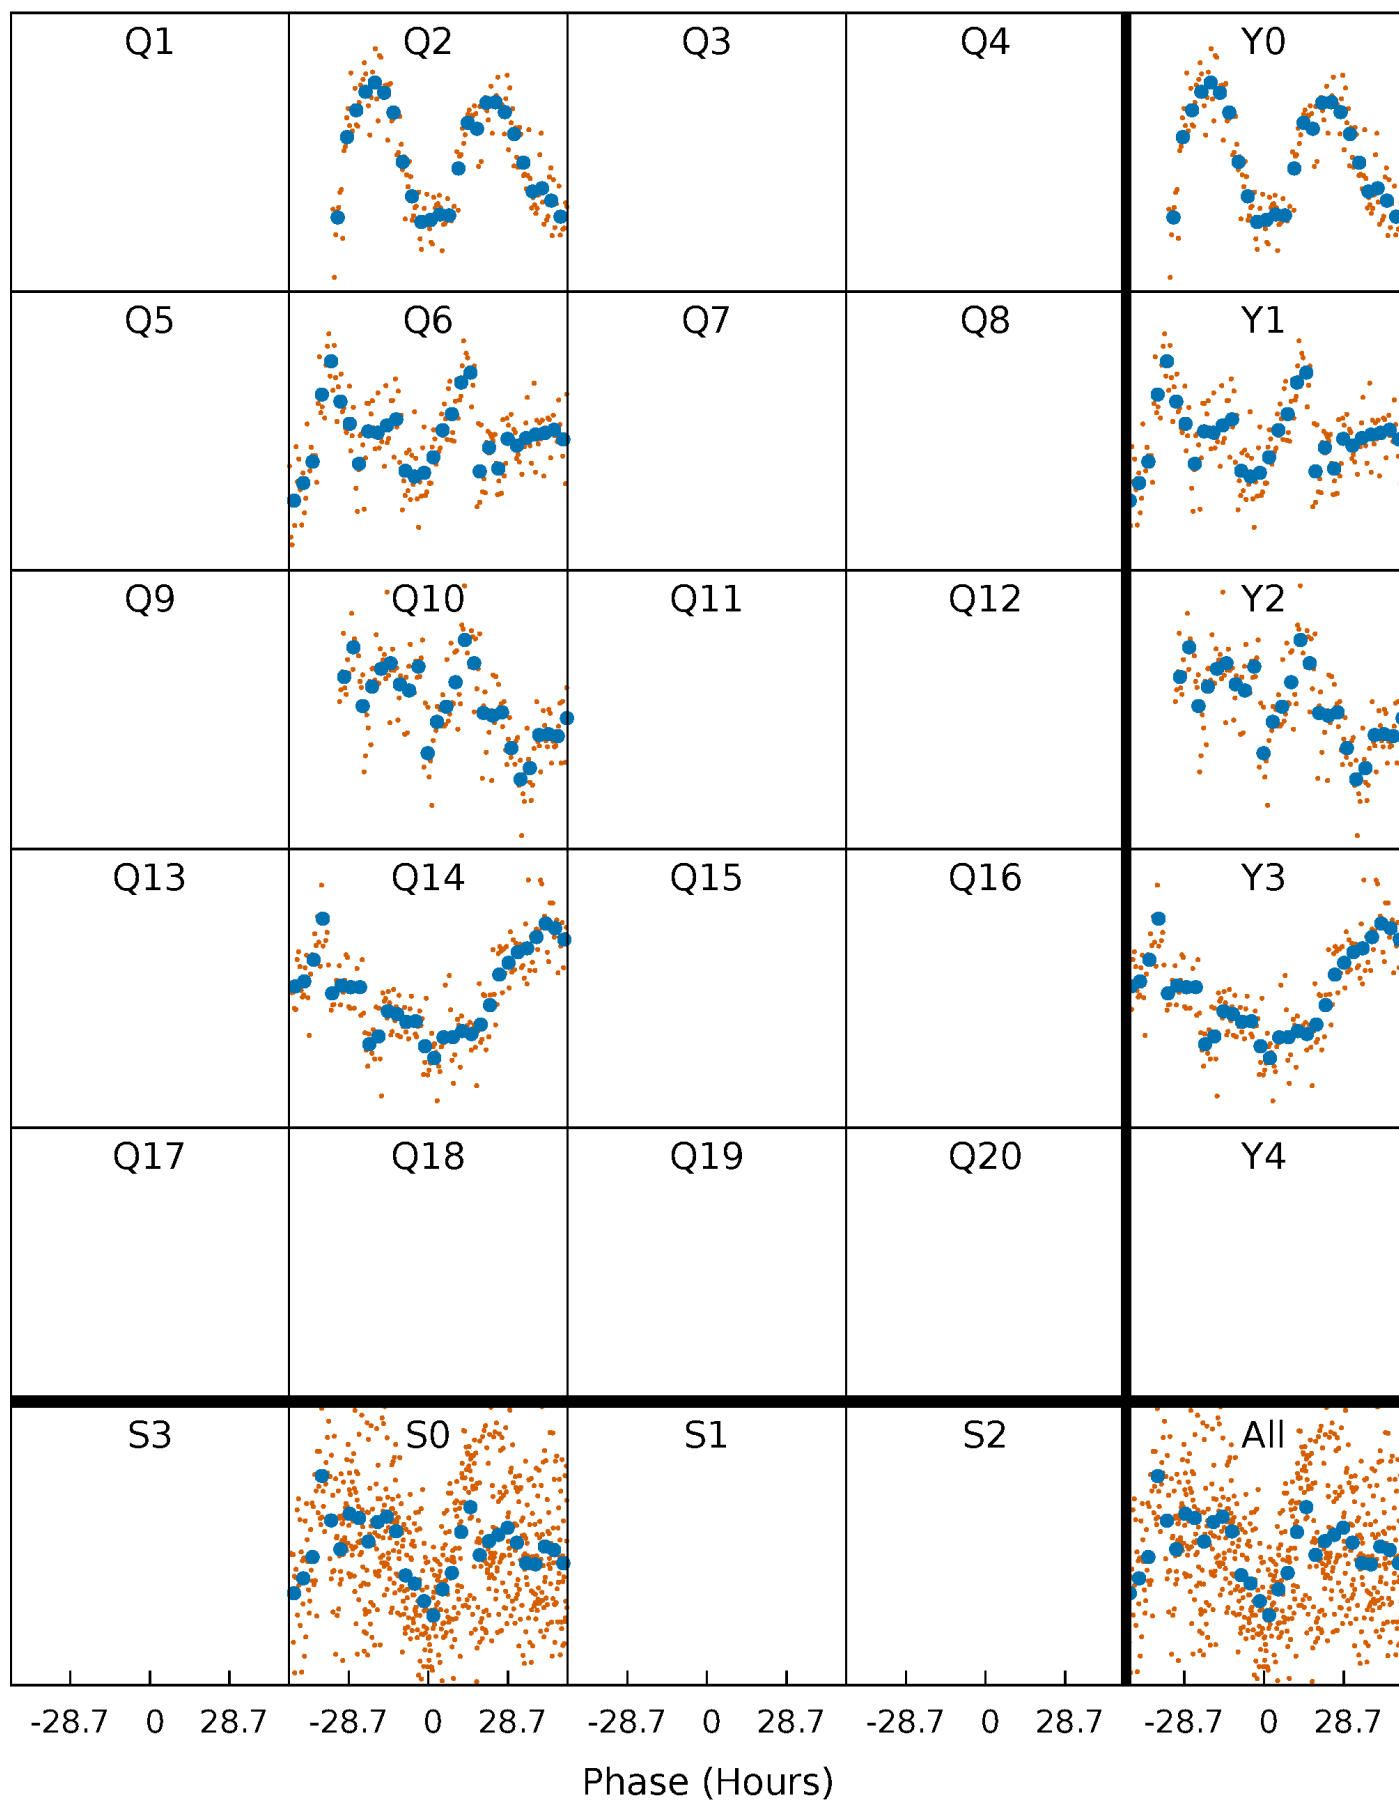 Q1 Q2 Q3 Q4 Y0
Q5 Q6 Q7 Q8 Y1
Q9 Q10 Q11 Q12 Y2
Q13 Q14 Q15 Q16 Y3
Q17 Q18 Q19 Q20 Y4
S3 S0 S1 S2 All
-28.7 0 28.7 -28.7 0 28.7 -28.7 0 28.7 -28.7 0 28.7 -28.7 0 28.7
Phase (Hours)